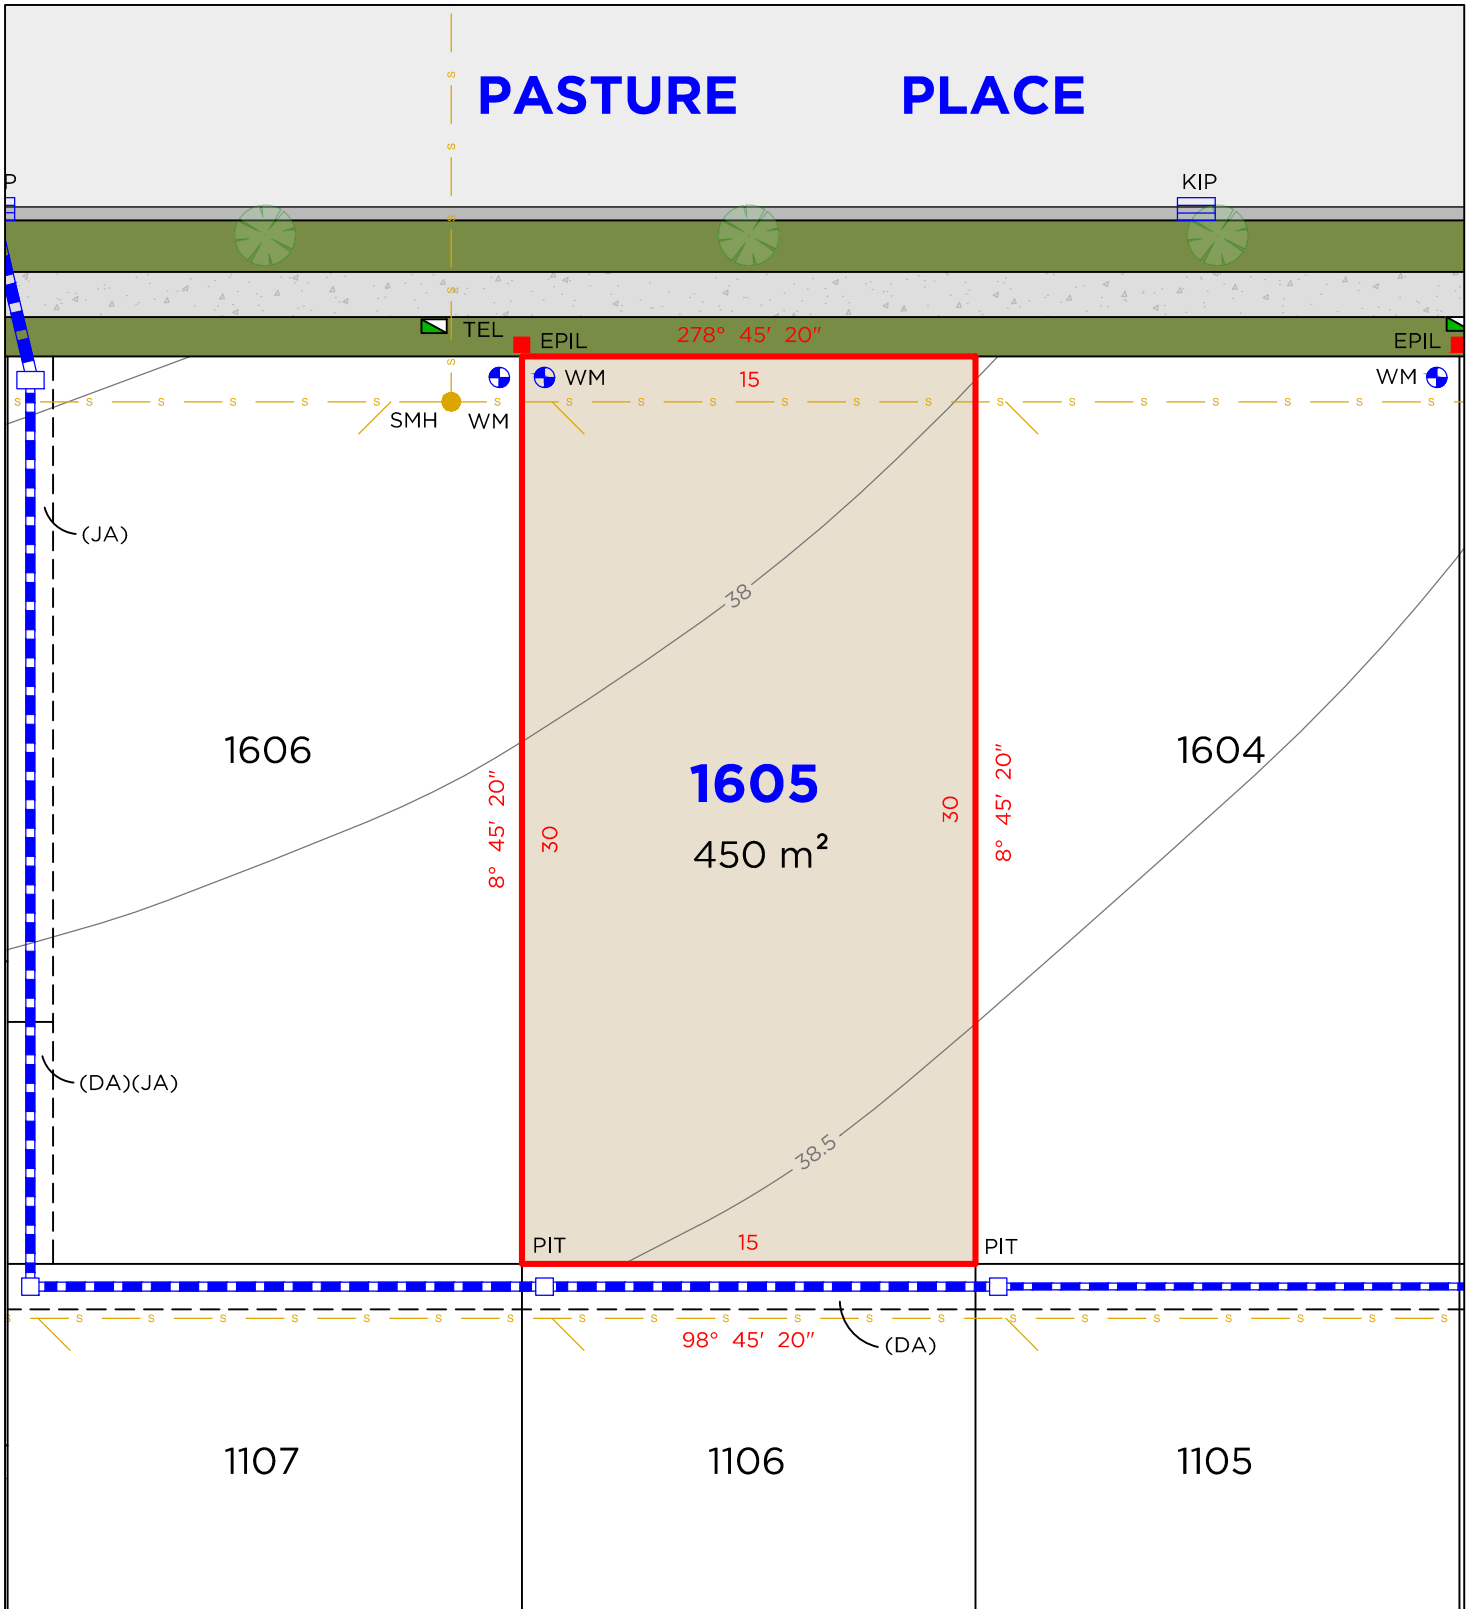 PASTURE PLACE
P
KIP
TEL
EPIL
278° 45' 20"
EPIL
WM
15
WM
SMH
WM
(JA)
38
1606
1605
1604
450 m²
8° 45' 20"
30
30
8° 45' 20"
(DA)(JA)
38.5
PIT
15
PIT
98° 45' 20"
(DA)
1107
1106
1105